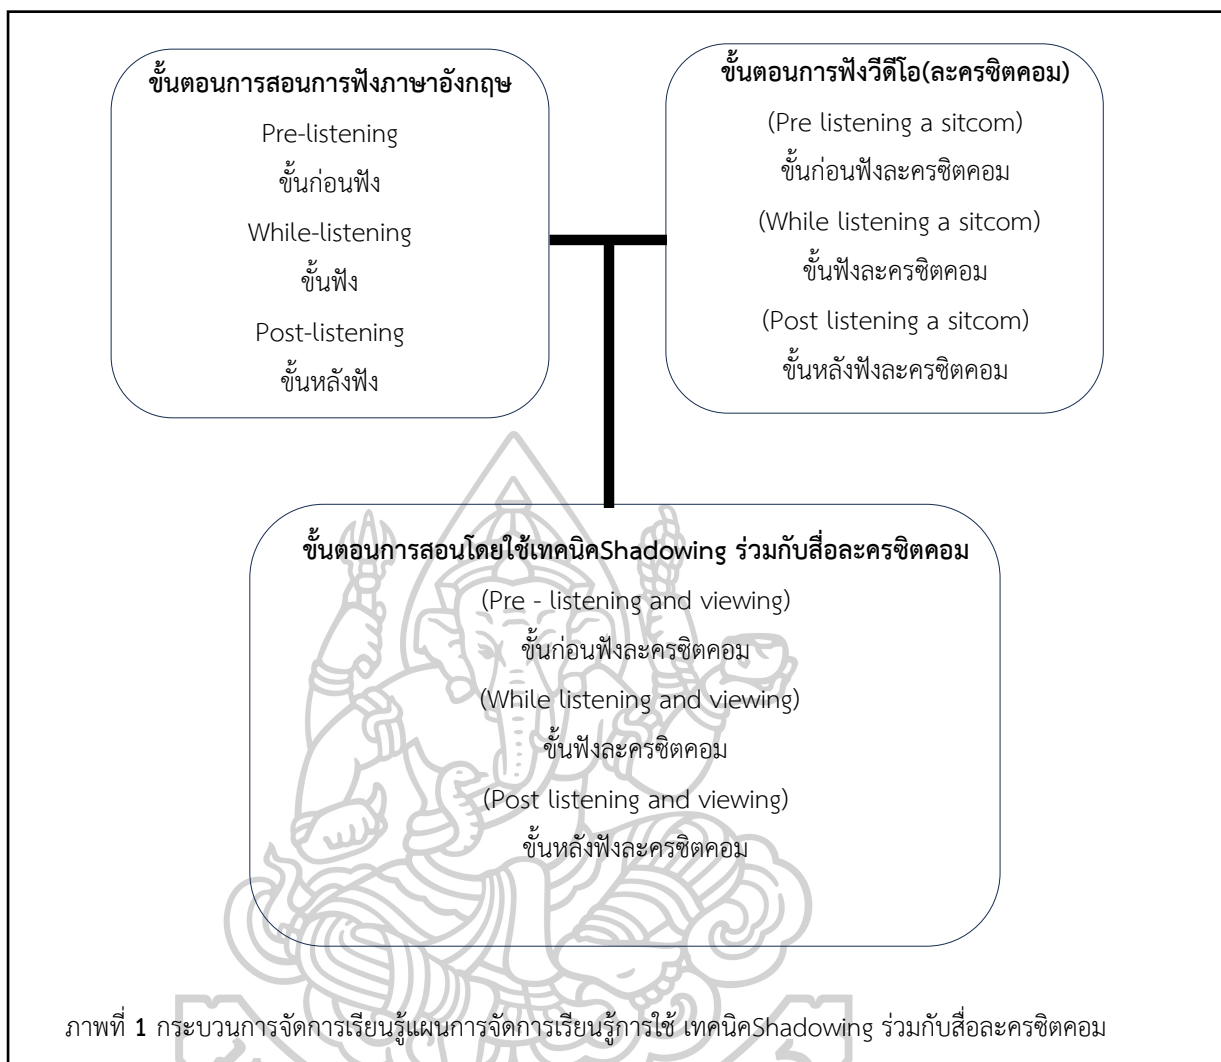 ขั้นตอนการสอนการฟังภาษาอังกฤษ
Pre-listening
ขั้นก่อนฟัง
While-listening
ขั้นฟัง
Post-listening
ขั้นหลังฟัง
ขั้นตอนการฟังวีดีโอ(ละครซิตคอม)
(Pre listening a sitcom)
ขั้นก่อนฟังละครซิตคอม
(While listening a sitcom)
ขั้นฟังละครซิตคอม
(Post listening a sitcom)
ขั้นหลังฟังละครซิตคอม
ขั้นตอนการสอนโดยใช้เทคนิคShadowing ร่วมกับสื่อละครซิตคอม
(Pre - listening and viewing)
ขั้นก่อนฟังละครซิตคอม
(While listening and viewing)
ขั้นฟังละครซิตคอม
(Post listening and viewing)
ขั้นหลังฟังละครซิตคอม
ภาพที่ 1 กระบวนการจัดการเรียนรู้แผนการจัดการเรียนรู้การใช้ เทคนิคShadowing ร่วมกับสื่อละครซิตคอม